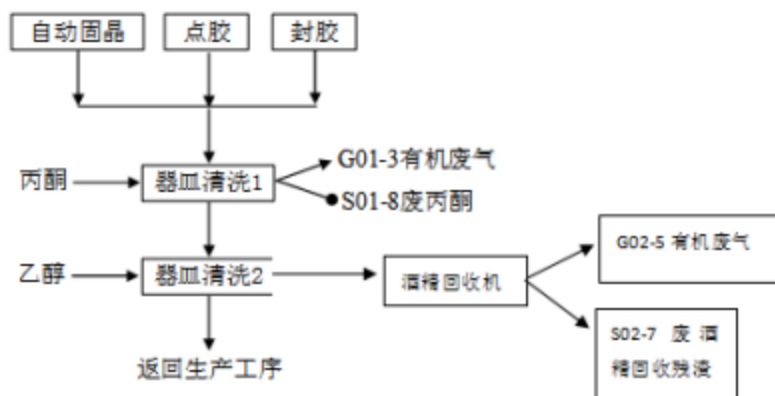 自动固晶
点胶
封胶
丙酮
器皿清洗1
G01-3有机废气
S01-8废丙酮
乙醇
器皿清洗2
酒精回收机
G02-5 有机废气
S02-7 废 酒
精回收残渣
返回生产工序